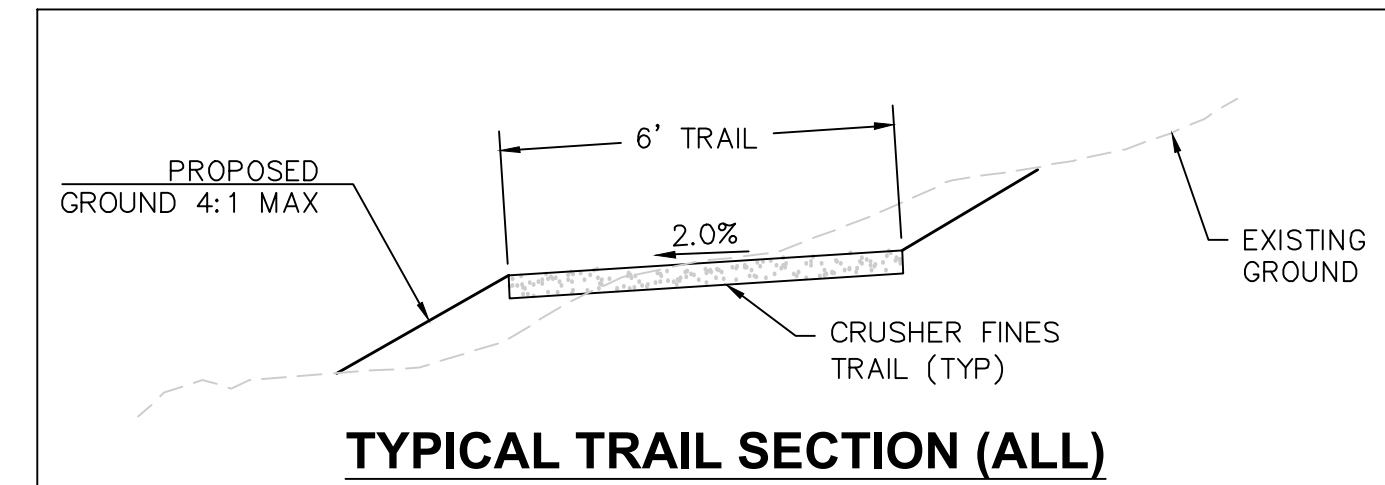 6' TRAIL
PROPOSED
GROUND 4:1 MAX
2.0%
EXISTING
GROUND
CRUSHER FINES
TRAIL (TYP)
TYPICAL TRAIL SECTION (ALL)